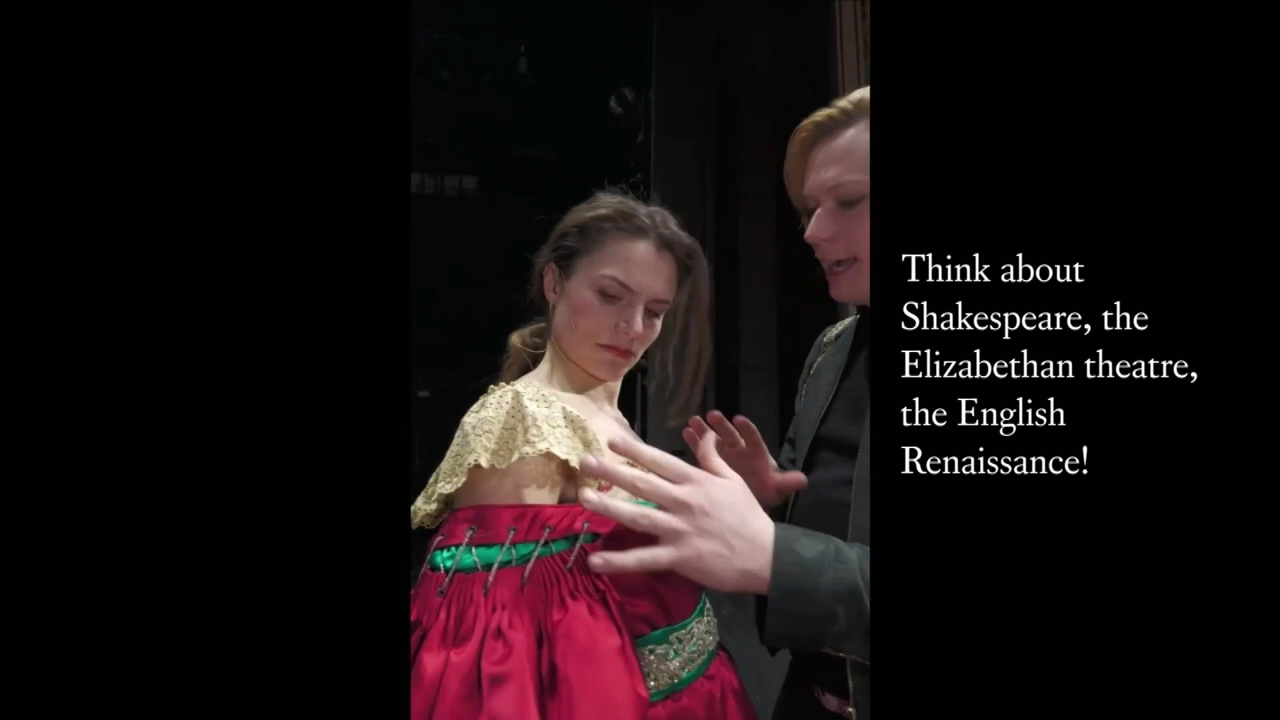 Think about
Shakespeare, the
Elizabethan theatre,
the English
Renaissance!